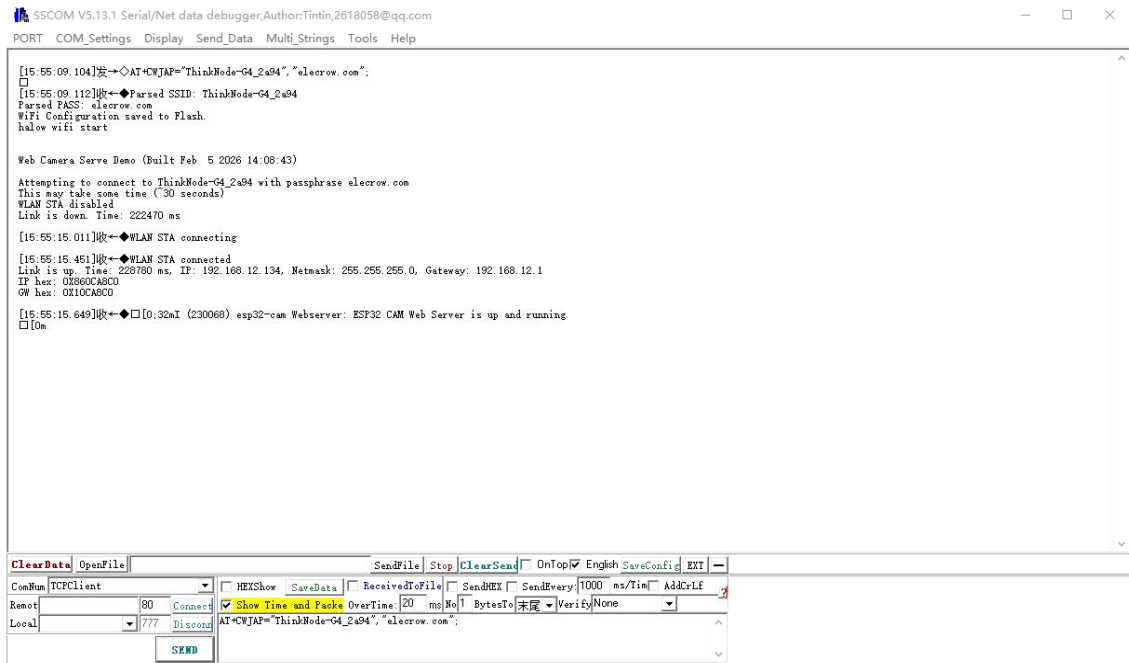 SSCOM V5.13.1 Serial/Net data debugger,Author:Tintin,2618058@qq.com
PORT COM_Settings Display Send_Data Multi_Strings Tools Help
[15:55:09.104]发→◇AT+CWJAP="ThinkNode-G4_2a94","elecrow.com";
□
[15:55:09.112]收←◆Parsed SSID: ThinkNode-G4_2a94
Parsed PASS: elecrow.com
WiFi Configuration saved to Flash.
halow wifi start
Web Camera Serve Demo (Built Feb  5 2026 14:08:43)
Attempting to connect to ThinkNode-G4_2a94 with passphrase elecrow.com
This may take some time (~30 seconds)
WLAN STA disabled
Link is down. Time: 222470 ms
[15:55:15.011]收←◆WLAN STA connecting
[15:55:15.451]收←◆WLAN STA connected
Link is up. Time: 228780 ms, IP: 192.168.12.134, Netmask: 255.255.255.0, Gateway: 192.168.12.1
IP hex: 0X860CA8C0
GW hex: 0X10CA8C0
[15:55:15.649]收←◆□[0;32mI (230068) esp32-cam Webserver: ESP32 CAM Web Server is up and running
□[0m
ClearData OpenFile SendFile Stop ClearSend OnTop English SaveConfig EXT —
ComNum TCPClient HEXShow SaveData ReceivedToFile SendHEX SendEvery: 1000 ms/Tim AddCrLf
Remot 80 Connect Show Time and Packe OverTime: 20 ms No 1 BytesTo 末尾 Verify None ?
Local 777 Disconn AT+CWJAP="ThinkNode-G4_2a94","elecrow.com";
SEND